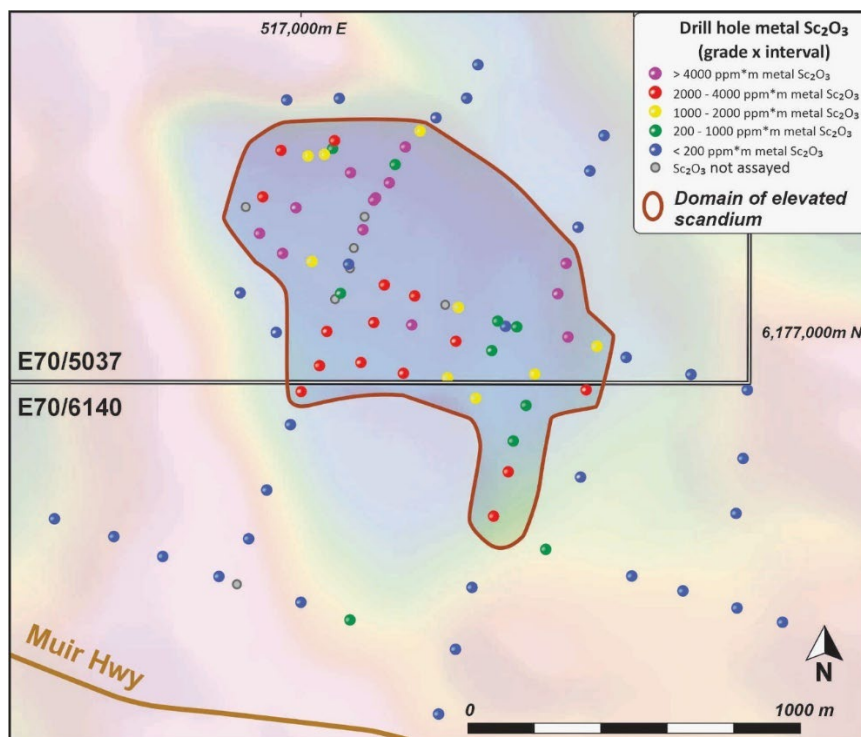 517,000m E
Drill hole metal Sc₂O₃
(grade x interval)
> 4000 ppm*m metal Sc₂O₃
2000 - 4000 ppm*m metal Sc₂O₃
1000 - 2000 ppm*m metal Sc₂O₃
200 - 1000 ppm*m metal Sc₂O₃
< 200 ppm*m metal Sc₂O₃
Sc₂O₃ not assayed
Domain of elevated
scandium
6,177,000m N
E70/5037
E70/6140
Muir Hwy
N
0 1000 m